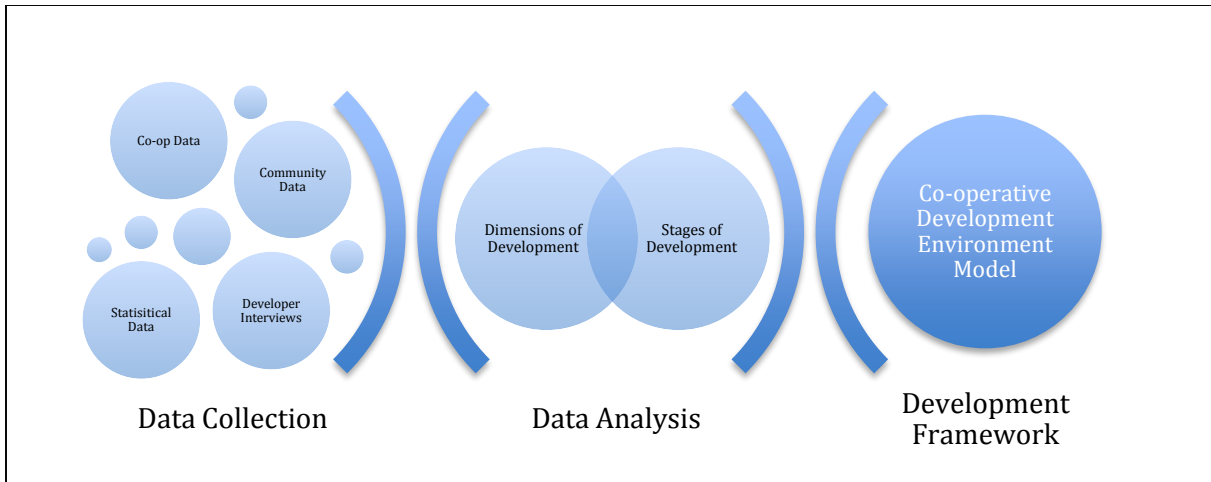 Co-op Data
Community
Data
Statisitical
Data
Developer
Interviews
Data Collection
Dimensions of
Development
Stages of
Development
Data Analysis
Co-operative
Development
Environment
Model
Development
Framework